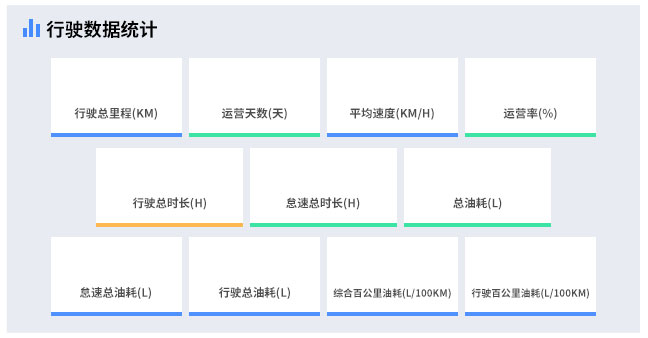 行驶数据统计
行驶总里程(KM)
运营天数(天)
平均速度(KM/H)
运营率(%)
行驶总时长(H)
怠速总时长(H)
总油耗(L)
怠速总油耗(L)
行驶总油耗(L)
综合百公里油耗(L/100KM)
行驶百公里油耗(L/100KM)